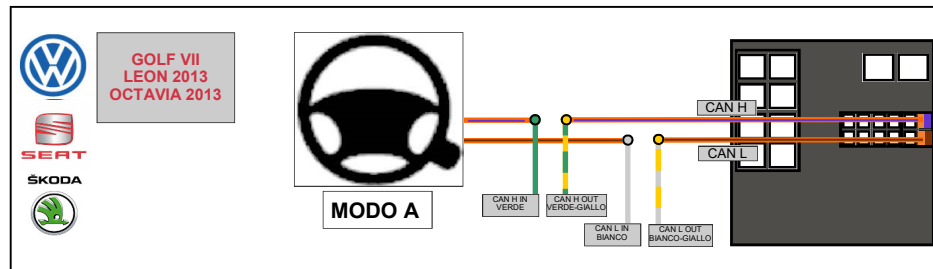 GOLF VII
LEON 2013
OCTAVIA 2013
SEAT
ŠKODA
MODO A
CAN H
CAN L
CAN H IN
VERDE
CAN H OUT
VERDE-GIALLO
CAN L IN
BIANCO
CAN L OUT
BIANCO-GIALLO